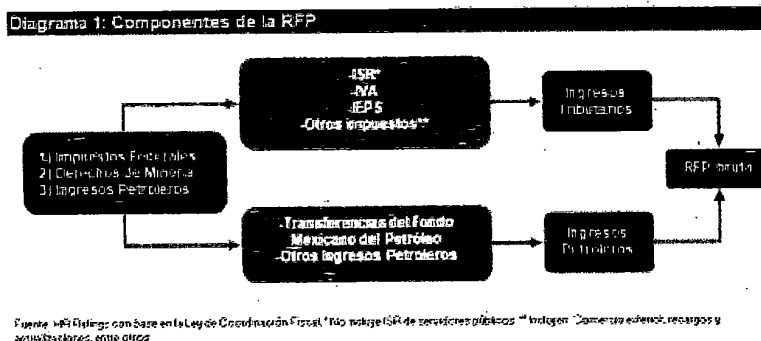 Diagrama 1: Componentes de la RFP
1) Impuestos Federales
2) Derechos de Minería
3) Ingresos Petroleros
-ISR*
-IVA
-IEPS
-Otros impuestos**
Ingresos
Tributarios
RFP bruta
-Transferencias del Fondo
Mexicano del Petróleo
-Otros Ingresos Petroleros
Ingresos
Petroleros
Fuente: HR Ratings con base en la Ley de Coordinación Fiscal. * No incluye ISR de servidores públicos. ** Incluyen: Comercio exterior, recargos y
actualizaciones, entre otros